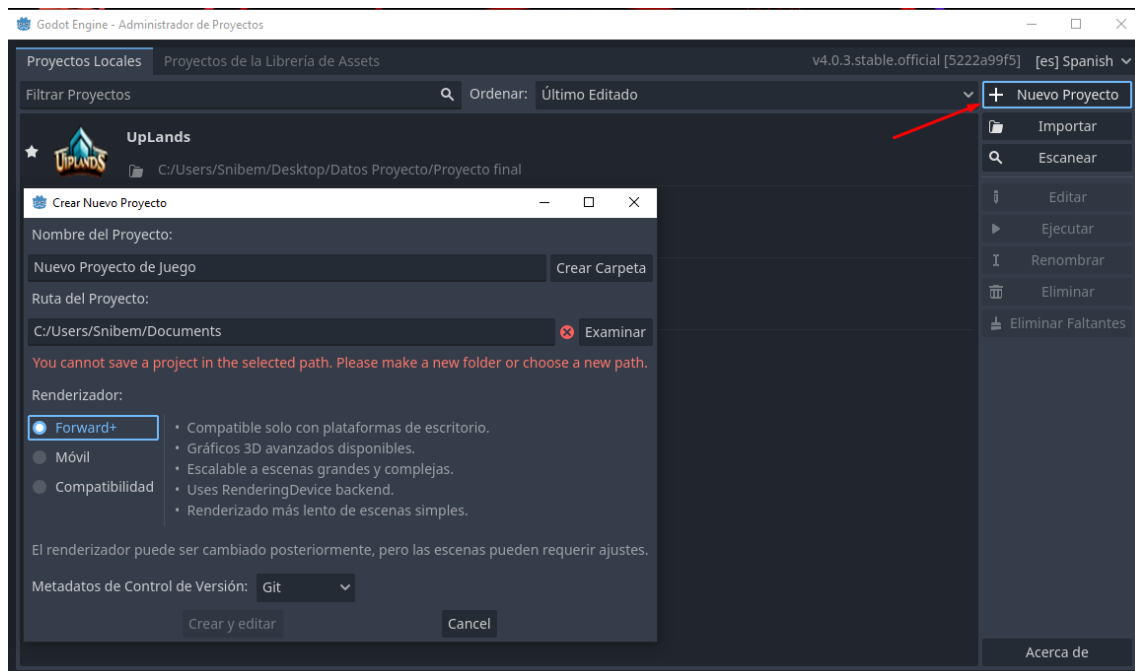 Godot Engine - Administrador de Proyectos
Proyectos Locales Proyectos de la Librería de Assets v4.0.3.stable.official [5222a99f5] [es] Spanish
Filtrar Proyectos Ordenar: Último Editado Nuevo Proyecto
Importar
Escanear
Editar
Ejecutar
Renombrar
Eliminar
Eliminar Faltantes
UpLands
UPLANDS
C:/Users/Snibem/Desktop/Datos Proyecto/Proyecto final
Crear Nuevo Proyecto
Nombre del Proyecto:
Nuevo Proyecto de Juego Crear Carpeta
Ruta del Proyecto:
C:/Users/Snibem/Documents Examinar
You cannot save a project in the selected path. Please make a new folder or choose a new path.
Renderizador:
Forward+
Móvil
Compatibilidad
• Compatible solo con plataformas de escritorio.
• Gráficos 3D avanzados disponibles.
• Escalable a escenas grandes y complejas.
• Uses RenderingDevice backend.
• Renderizado más lento de escenas simples.
El renderizador puede ser cambiado posteriormente, pero las escenas pueden requerir ajustes.
Metadatos de Control de Versión: Git
Crear y editar Cancel
Acerca de